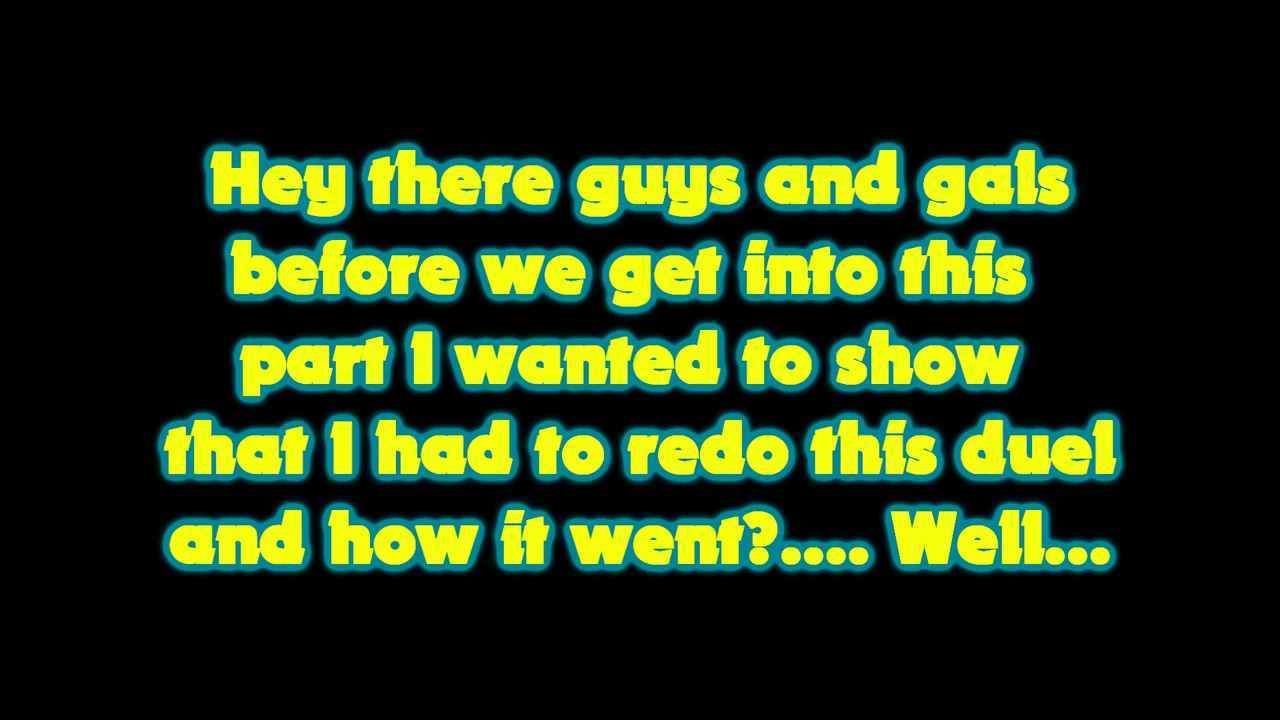 Hey there guys and gals
before we get into this
part I wanted to show
that I had to redo this duel
and how it went?.... Well...